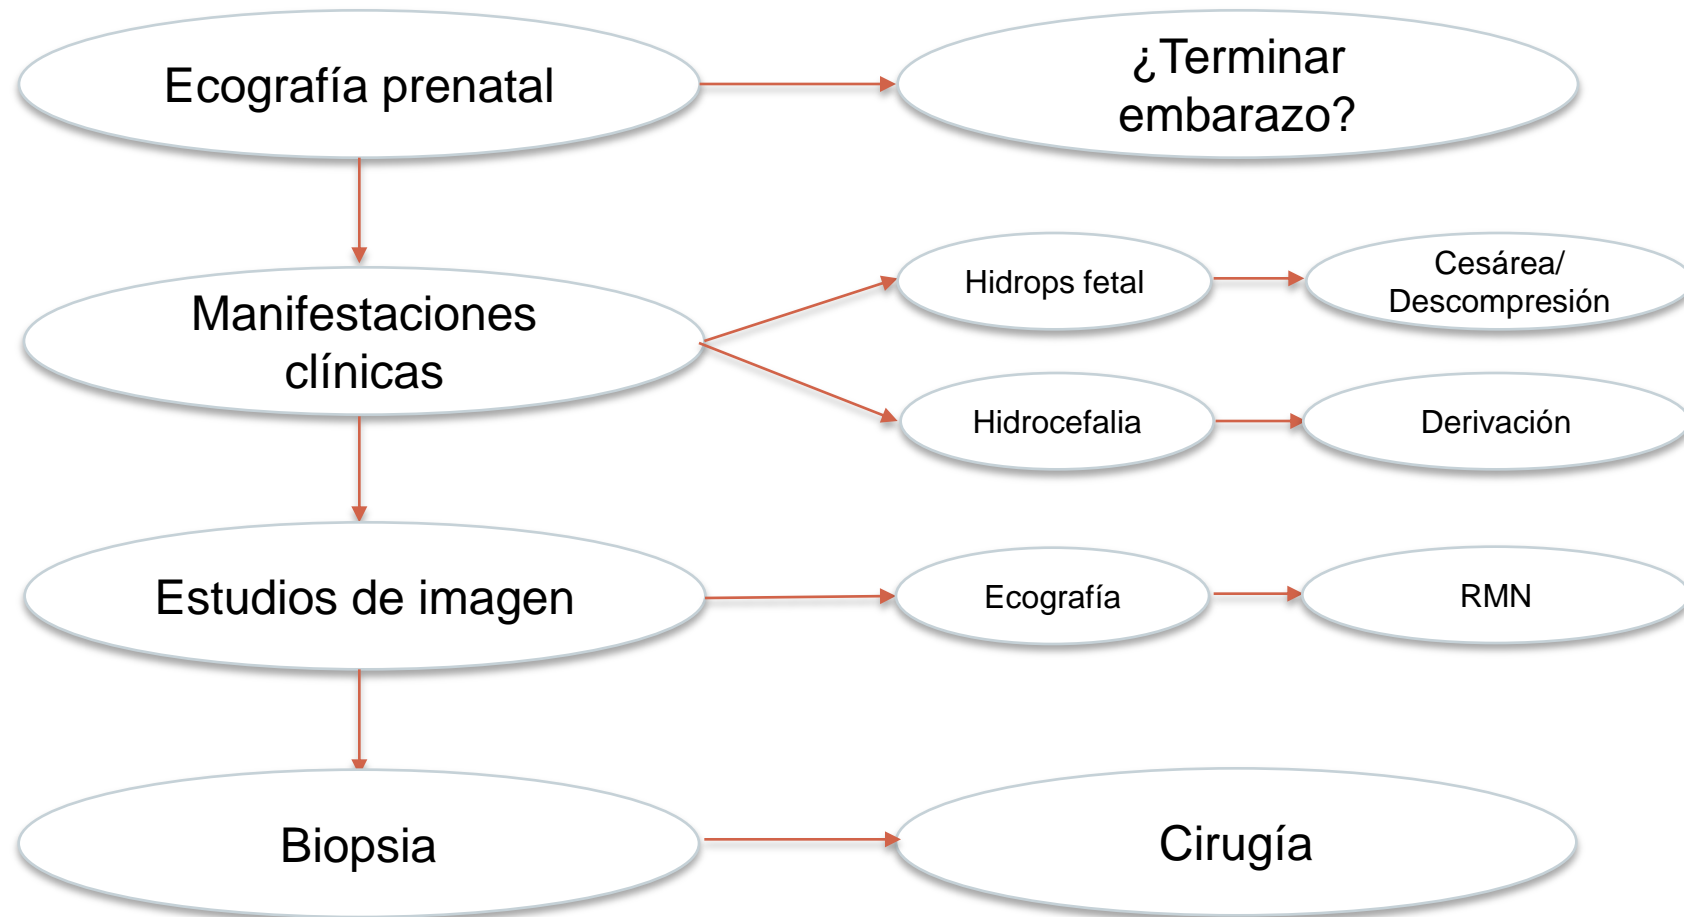 Ecografía prenatal
¿Terminar
embarazo?
Manifestaciones
clínicas
Hidrops fetal
Cesárea/
Descompresión
Hidrocefalia
Derivación
Estudios de imagen
Ecografía
RMN
Biopsia
Cirugía